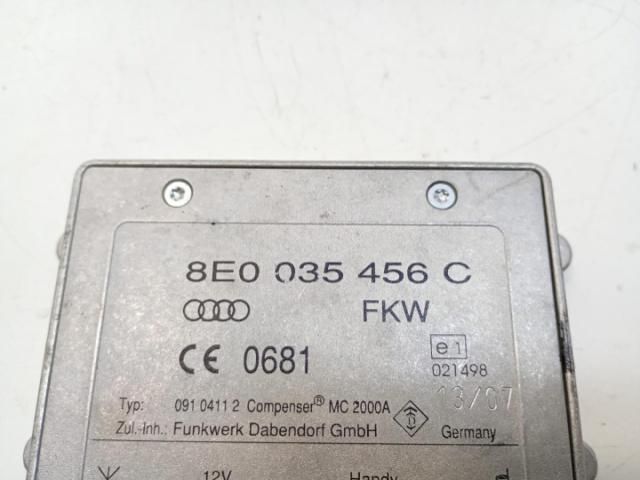 8E0 035 456 C
FKW
CE 0681
e1
021498
13/07
Typ: 091 0411 2 Compenser® MC 2000A
Zul.-Inh.: Funkwerk Dabendorf GmbH
Germany
12V
Handy